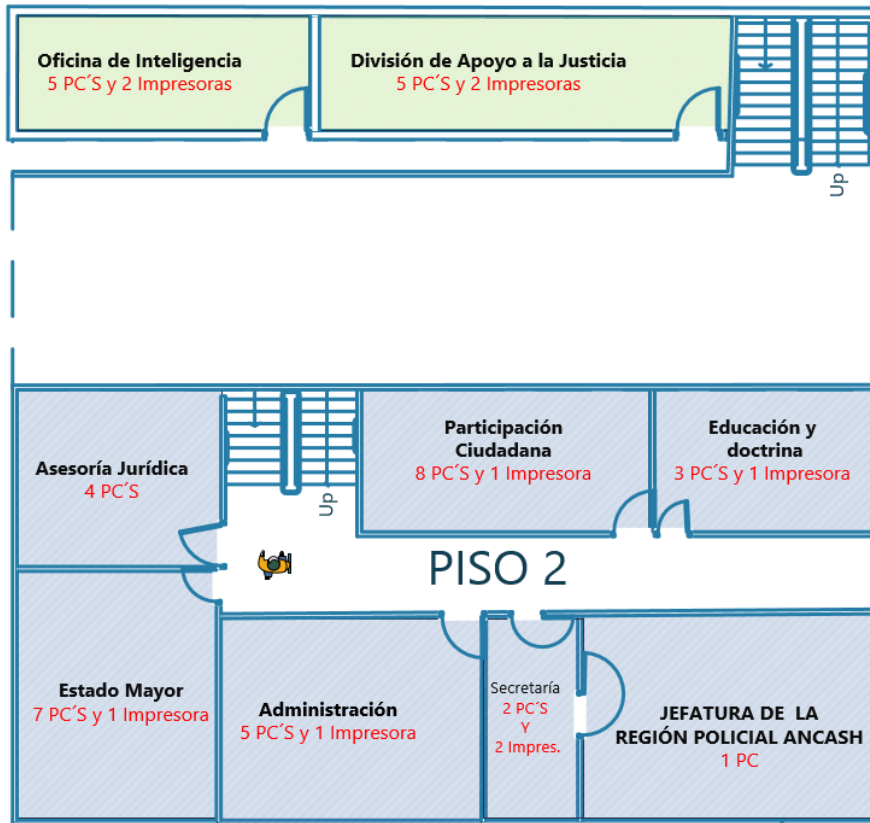 Oficina de Inteligencia
5 PC´S y 2 Impresoras
División de Apoyo a la Justicia
5 PC´S y 2 Impresoras
Up
Asesoría Jurídica
4 PC´S
Up
Participación
Ciudadana
8 PC´S y 1 Impresora
Educación y
doctrina
3 PC´S y 1 Impresora
PISO 2
Estado Mayor
7 PC´S y 1 Impresora
Administración
5 PC´S y 1 Impresora
Secretaría
2 PC´S
Y
2 Impres.
JEFATURA DE LA
REGIÓN POLICIAL ANCASH
1 PC